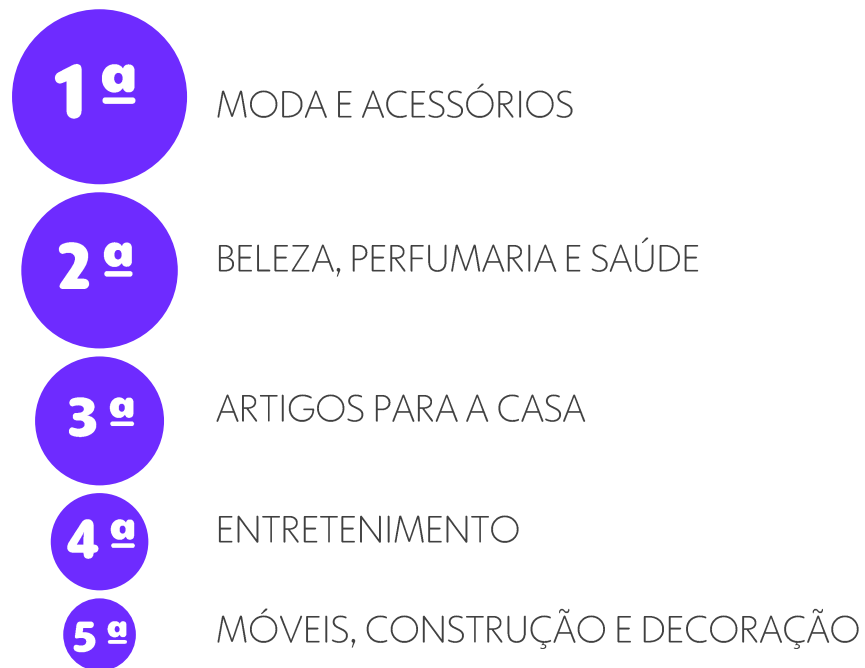 1ª
MODA E ACESSÓRIOS
2ª
BELEZA, PERFUMARIA E SAÚDE
3ª
ARTIGOS PARA A CASA
4ª
ENTRETENIMENTO
5ª
MÓVEIS, CONSTRUÇÃO E DECORAÇÃO